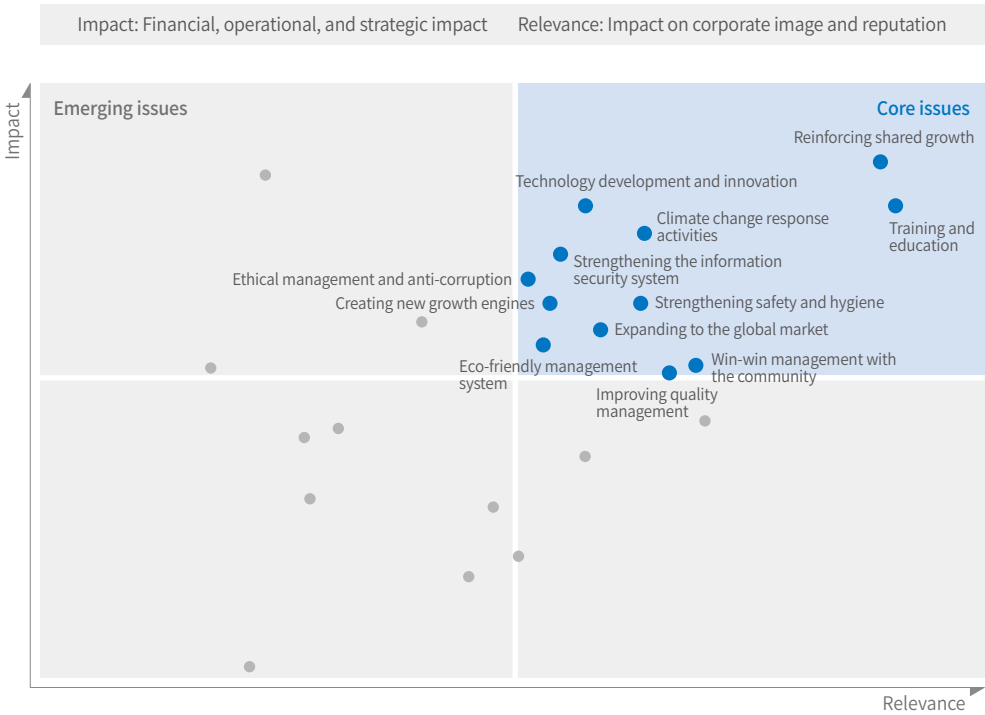 Impact: Financial, operational, and strategic impact
Relevance: Impact on corporate image and reputation
Impact
Emerging issues
Core issues
Reinforcing shared growth
Technology development and innovation
Climate change response
activities
Training and
education
Strengthening the information
security system
Ethical management and anti-corruption
Creating new growth engines
Strengthening safety and hygiene
Expanding to the global market
Eco-friendly management
system
Win-win management with
the community
Improving quality
management
Relevance